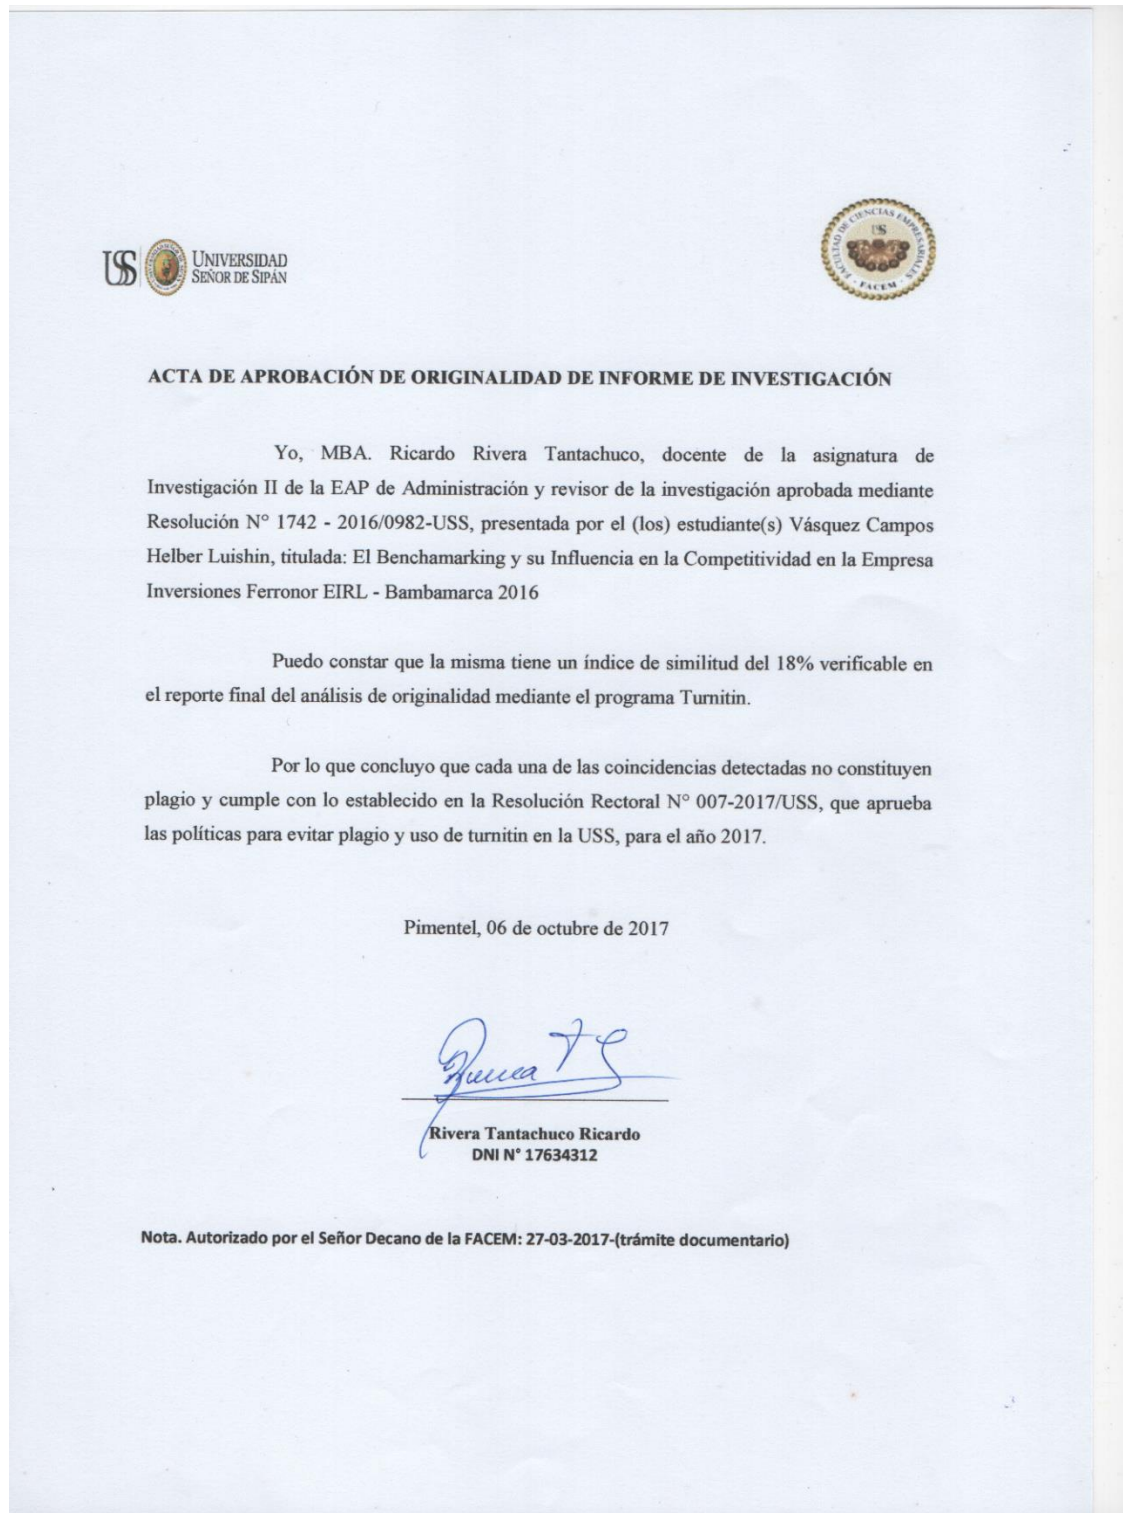 USS
UNIVERSIDAD
SEÑOR DE SIPÁN
FACULTAD DE CIENCIAS EMPRESARIALES
USS
· FACEM ·
ACTA DE APROBACIÓN DE ORIGINALIDAD DE INFORME DE INVESTIGACIÓN
Yo, MBA. Ricardo Rivera Tantachuco, docente de la asignatura de
Investigación II de la EAP de Administración y revisor de la investigación aprobada mediante
Resolución N° 1742 - 2016/0982-USS, presentada por el (los) estudiante(s) Vásquez Campos
Helber Luishin, titulada: El Benchamarking y su Influencia en la Competitividad en la Empresa
Inversiones Ferronor EIRL - Bambamarca 2016
Puedo constar que la misma tiene un índice de similitud del 18% verificable en
el reporte final del análisis de originalidad mediante el programa Turnitin.
Por lo que concluyo que cada una de las coincidencias detectadas no constituyen
plagio y cumple con lo establecido en la Resolución Rectoral N° 007-2017/USS, que aprueba
las políticas para evitar plagio y uso de turnitin en la USS, para el año 2017.
Pimentel, 06 de octubre de 2017
Rivera Tantachuco Ricardo
DNI N° 17634312
Nota. Autorizado por el Señor Decano de la FACEM: 27-03-2017-(trámite documentario)